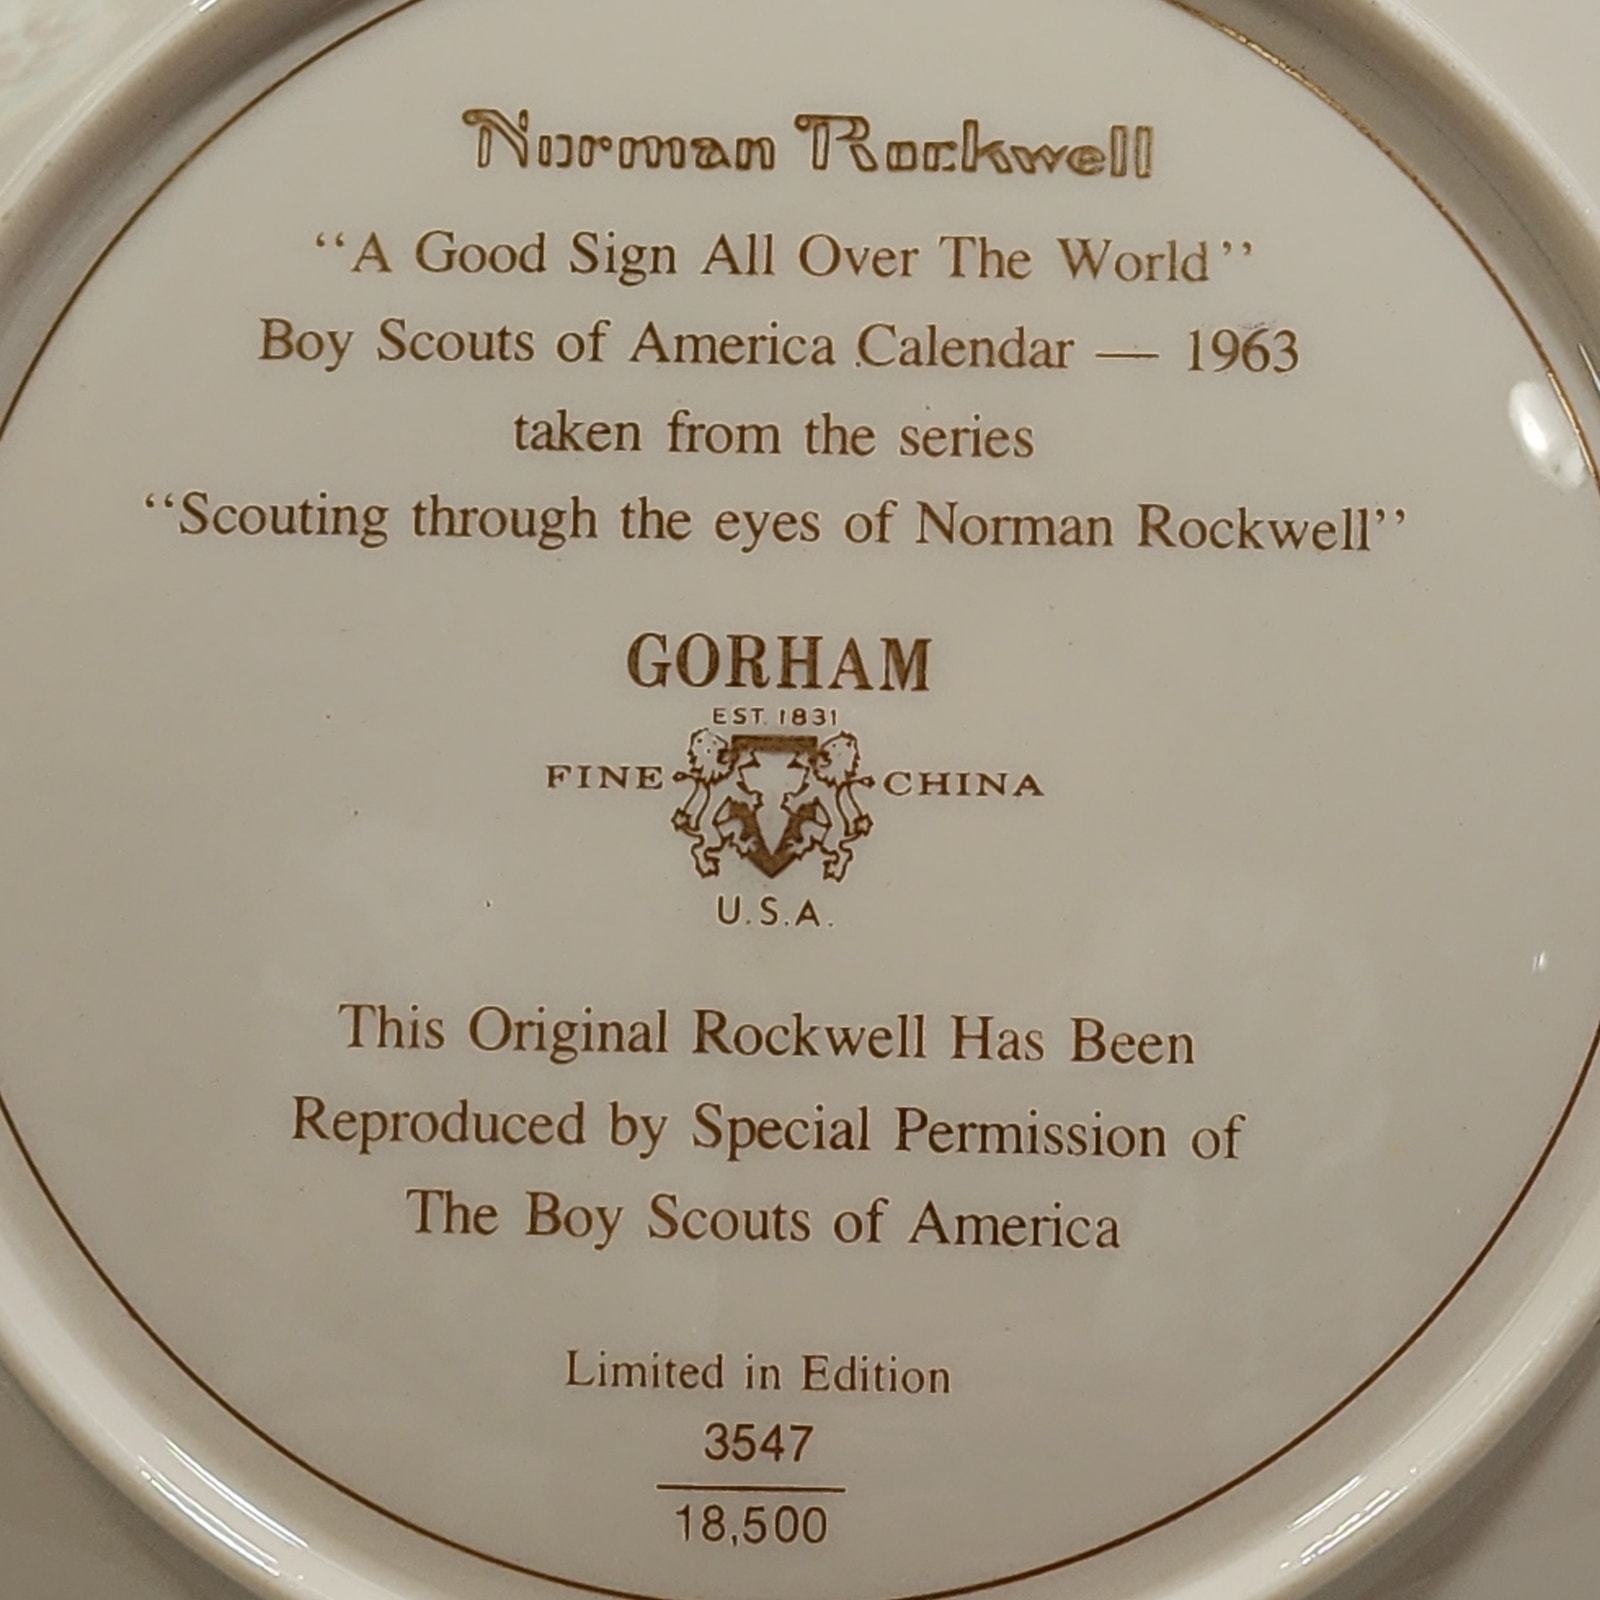 Norman Rockwell
‘‘A Good Sign All Over The World’’
Boy Scouts of America Calendar — 1963
taken from the series
‘‘Scouting through the eyes of Norman Rockwell’’
GORHAM
EST. 1831
FINE CHINA
U.S.A.
This Original Rockwell Has Been
Reproduced by Special Permission of
The Boy Scouts of America
Limited in Edition
3547
18,500